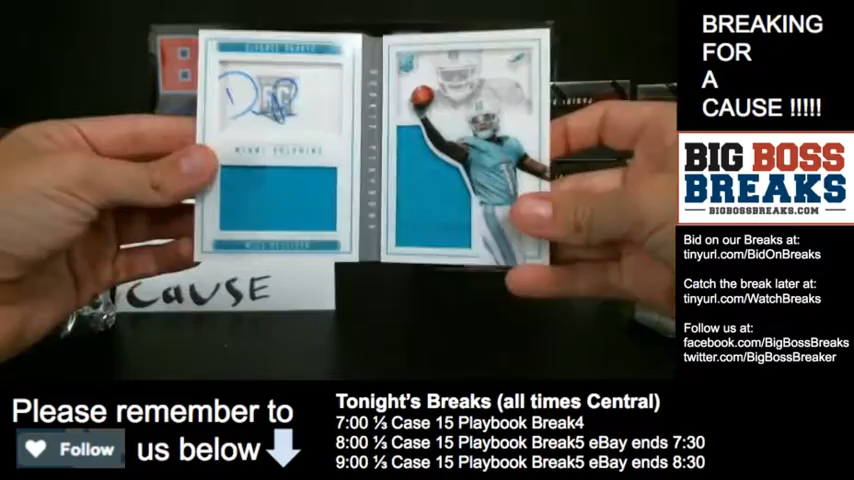 BREAKING
FOR
A
CAUSE !!!!!
BIG BOSS
BREAKS
BIGBOSSBREAKS.COM
Bid on our Breaks at:
tinyurl.com/BidOnBreaks
Catch the break later at:
tinyurl.com/WatchBreaks
Follow us at:
facebook.com/BigBossBreaks
twitter.com/BigBossBreaker
MIAMI DOLPHINS
WIDE RECEIVER
CAUSE
Please remember to
Follow
us below
Tonight's Breaks (all times Central)
7:00 ⅓ Case 15 Playbook Break4
8:00 ⅓ Case 15 Playbook Break5 eBay ends 7:30
9:00 ⅓ Case 15 Playbook Break5 eBay ends 8:30